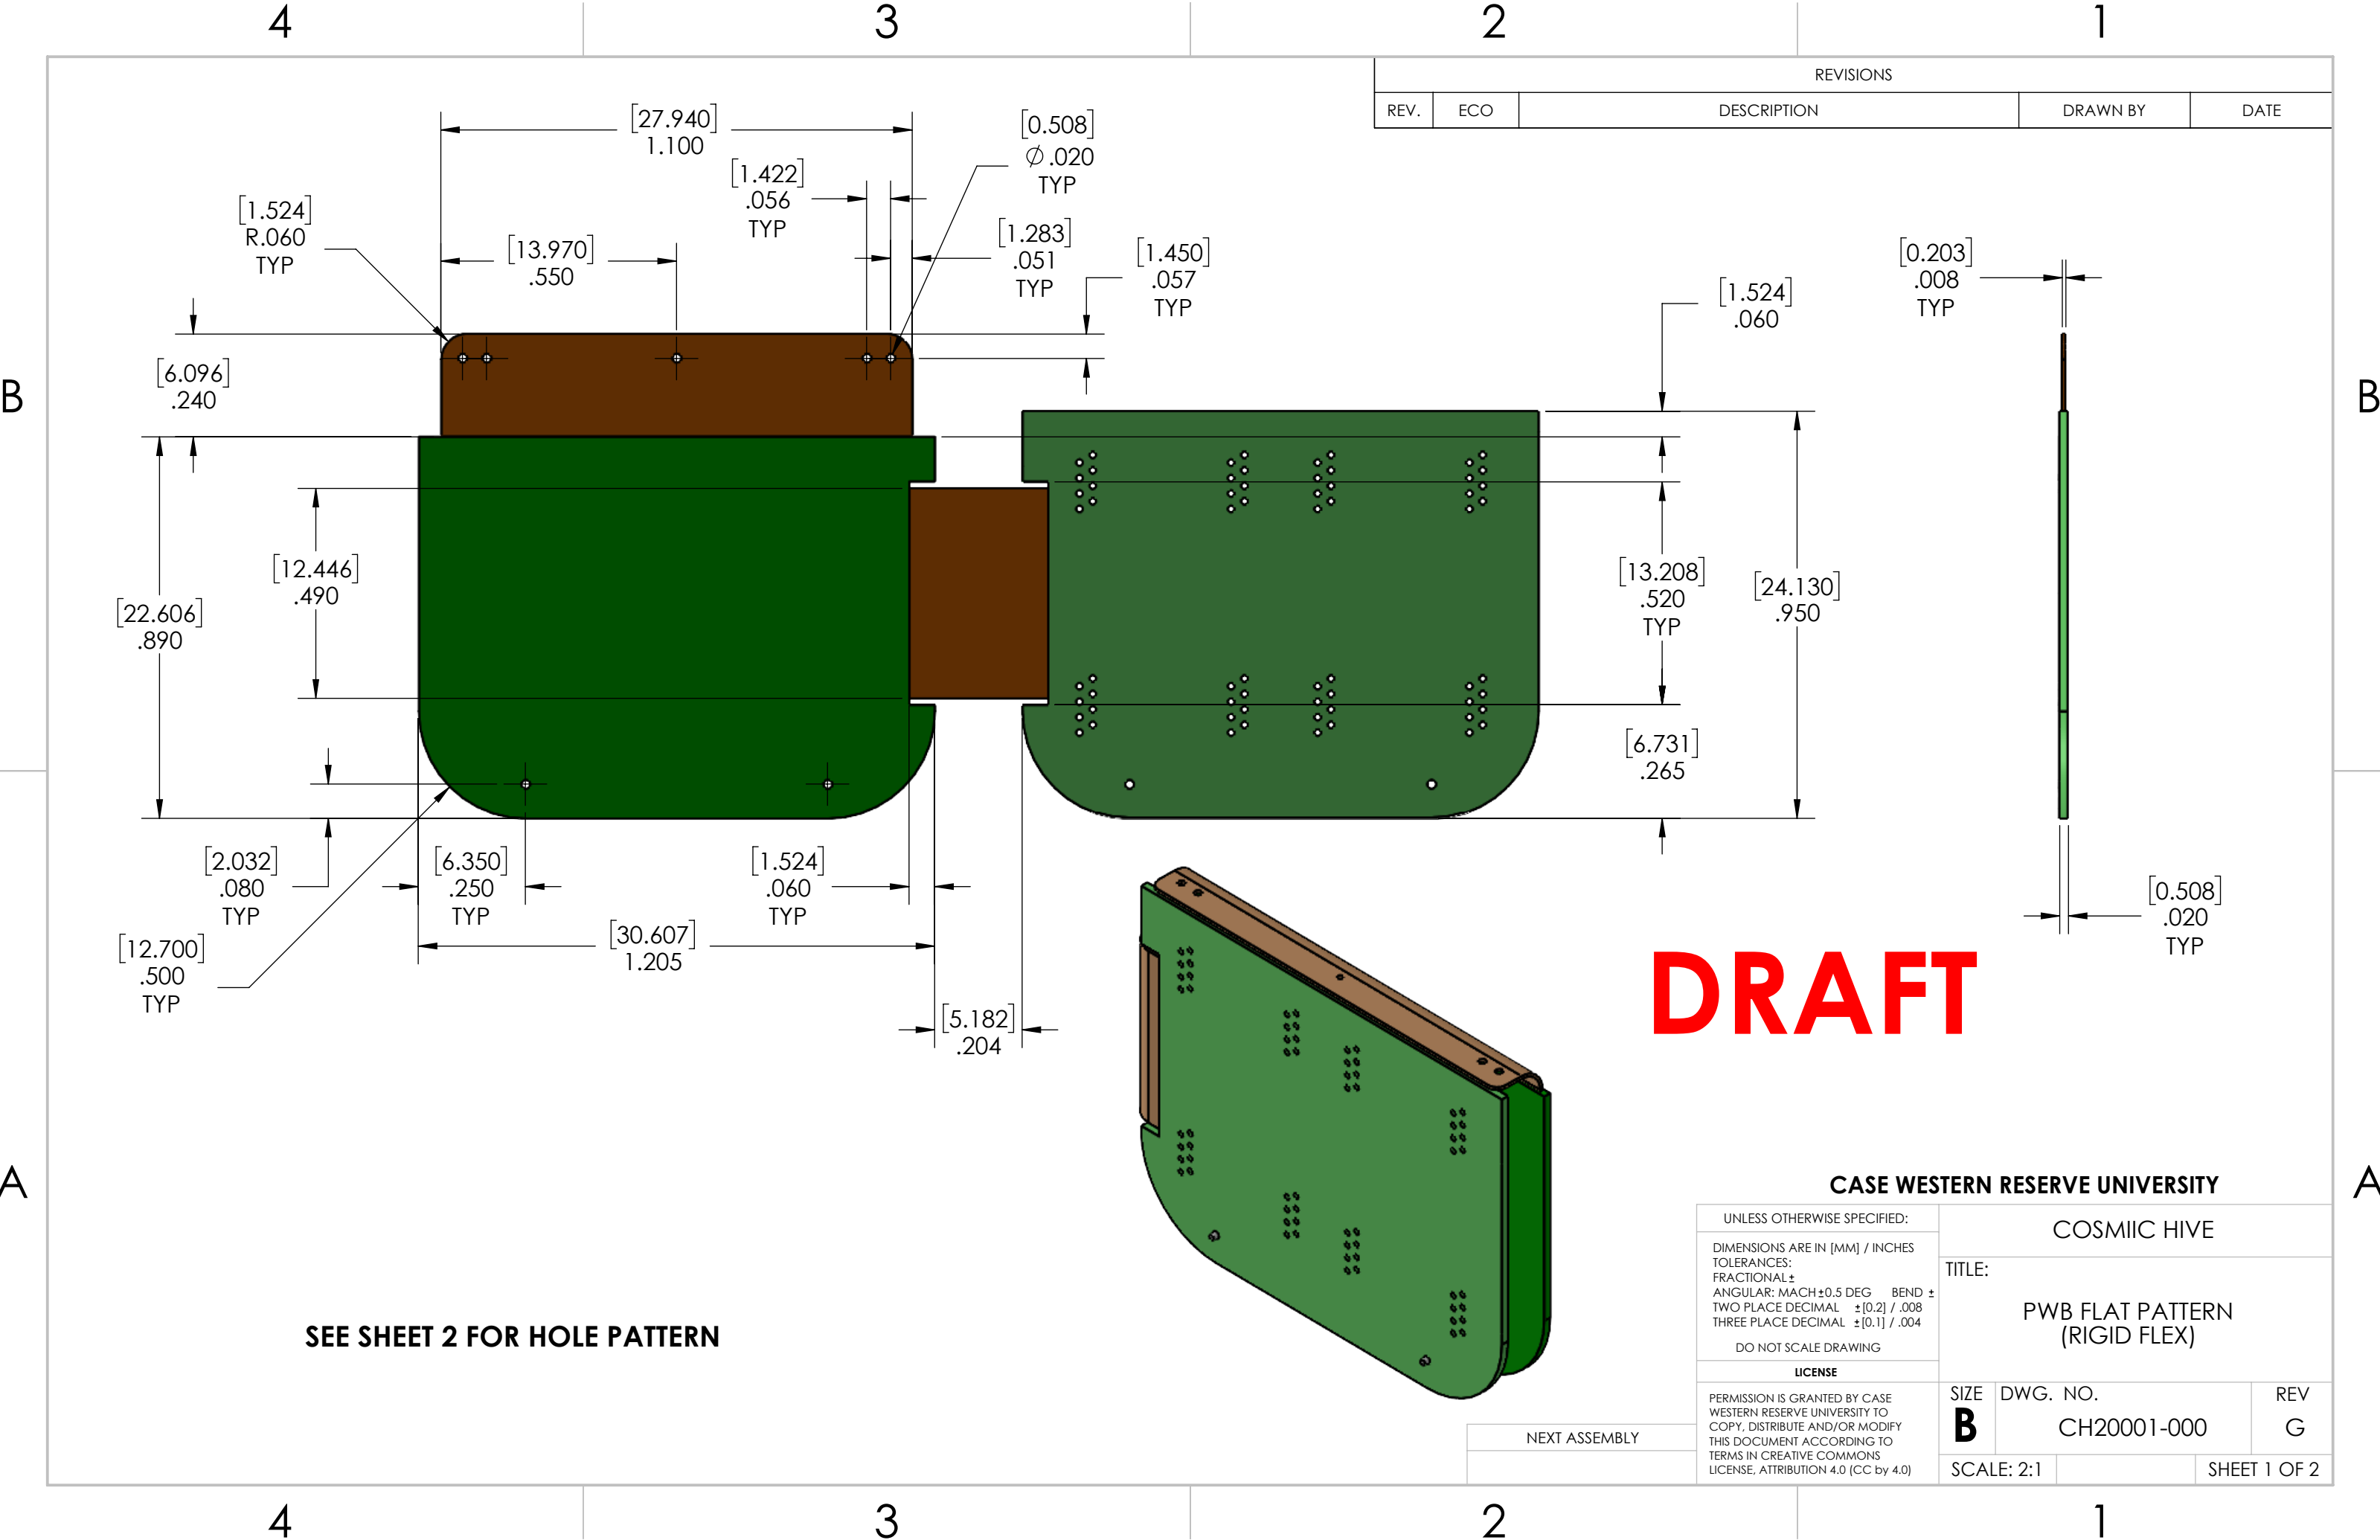 4 3 2 1
REVISIONS
REV. ECO DESCRIPTION DRAWN BY DATE
[27.940]
1.100
[0.508]
∅.020
TYP
[1.422]
.056
TYP
[1.524]
R.060
TYP
[13.970]
.550
[1.283]
.051
TYP
[1.450]
.057
TYP
[1.524]
.060
[0.203]
.008
TYP
B B
[6.096]
.240
[12.446]
.490
[22.606]
.890
[13.208]
.520
TYP
[24.130]
.950
[6.731]
.265
[2.032]
.080
TYP
[6.350]
.250
TYP
[1.524]
.060
TYP
[0.508]
.020
TYP
[12.700]
.500
TYP
[30.607]
1.205
[5.182]
.204
DRAFT
A A
CASE WESTERN RESERVE UNIVERSITY
UNLESS OTHERWISE SPECIFIED:
DIMENSIONS ARE IN [MM] / INCHES
TOLERANCES:
FRACTIONAL±
ANGULAR: MACH±0.5 DEG BEND ±
TWO PLACE DECIMAL ±[0.2] / .008
THREE PLACE DECIMAL ±[0.1] / .004
DO NOT SCALE DRAWING
LICENSE
PERMISSION IS GRANTED BY CASE
WESTERN RESERVE UNIVERSITY TO
COPY, DISTRIBUTE AND/OR MODIFY
THIS DOCUMENT ACCORDING TO
TERMS IN CREATIVE COMMONS
LICENSE, ATTRIBUTION 4.0 (CC by 4.0)
COSMIIC HIVE
TITLE:
PWB FLAT PATTERN
(RIGID FLEX)
SIZE DWG. NO. REV
B CH20001-000 G
SCALE: 2:1 SHEET 1 OF 2
NEXT ASSEMBLY
SEE SHEET 2 FOR HOLE PATTERN
4 3 2 1